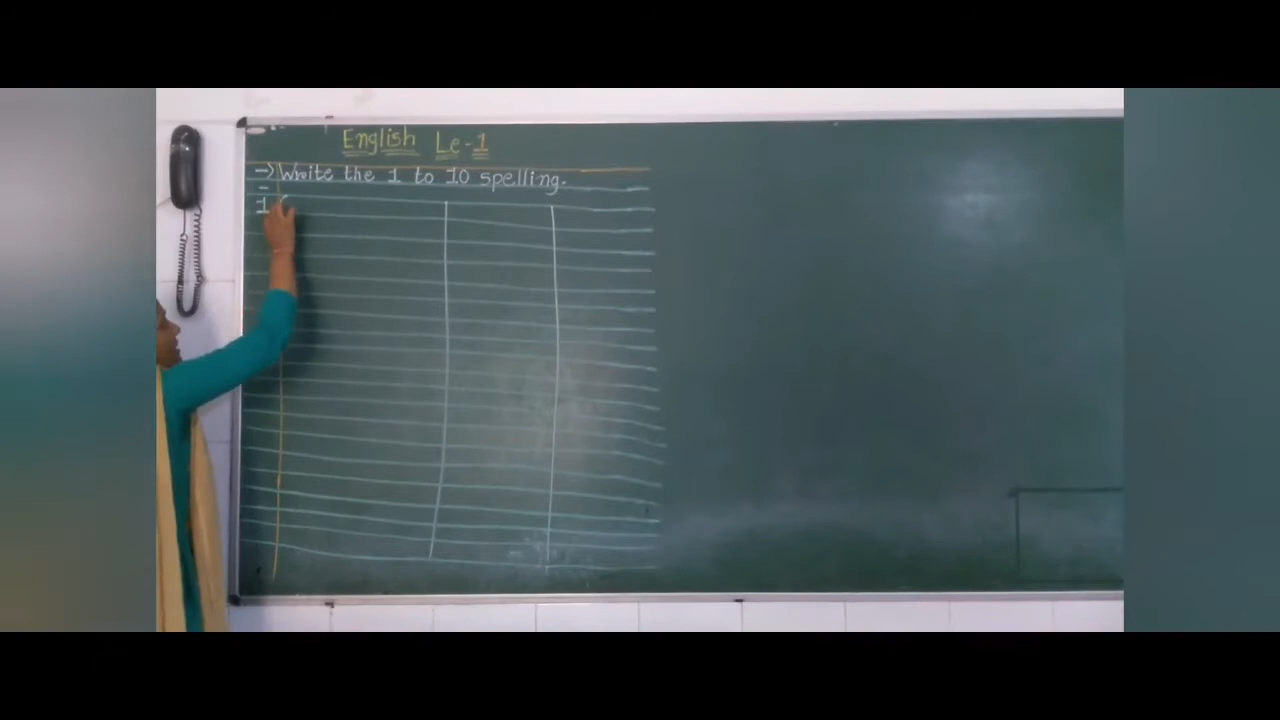 English Le-1
→ Write the 1 to 10 spelling.
1